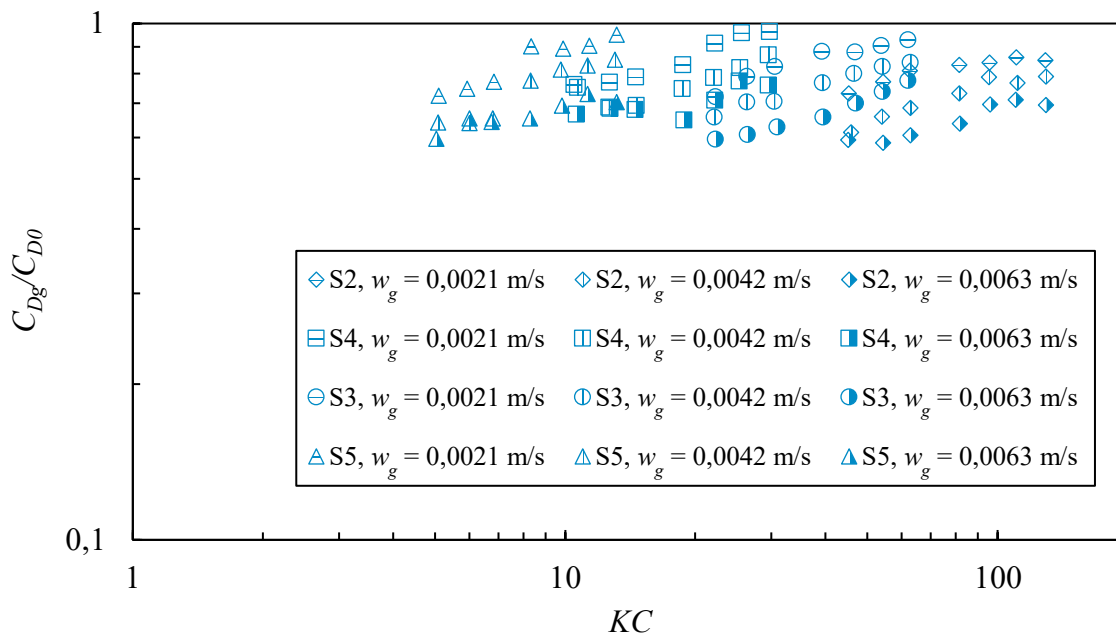 1
C_Dg/C_D0
S2, w_g = 0,0021 m/s S2, w_g = 0,0042 m/s S2, w_g = 0,0063 m/s
S4, w_g = 0,0021 m/s S4, w_g = 0,0042 m/s S4, w_g = 0,0063 m/s
S3, w_g = 0,0021 m/s S3, w_g = 0,0042 m/s S3, w_g = 0,0063 m/s
S5, w_g = 0,0021 m/s S5, w_g = 0,0042 m/s S5, w_g = 0,0063 m/s
0,1
1 10 100
KC